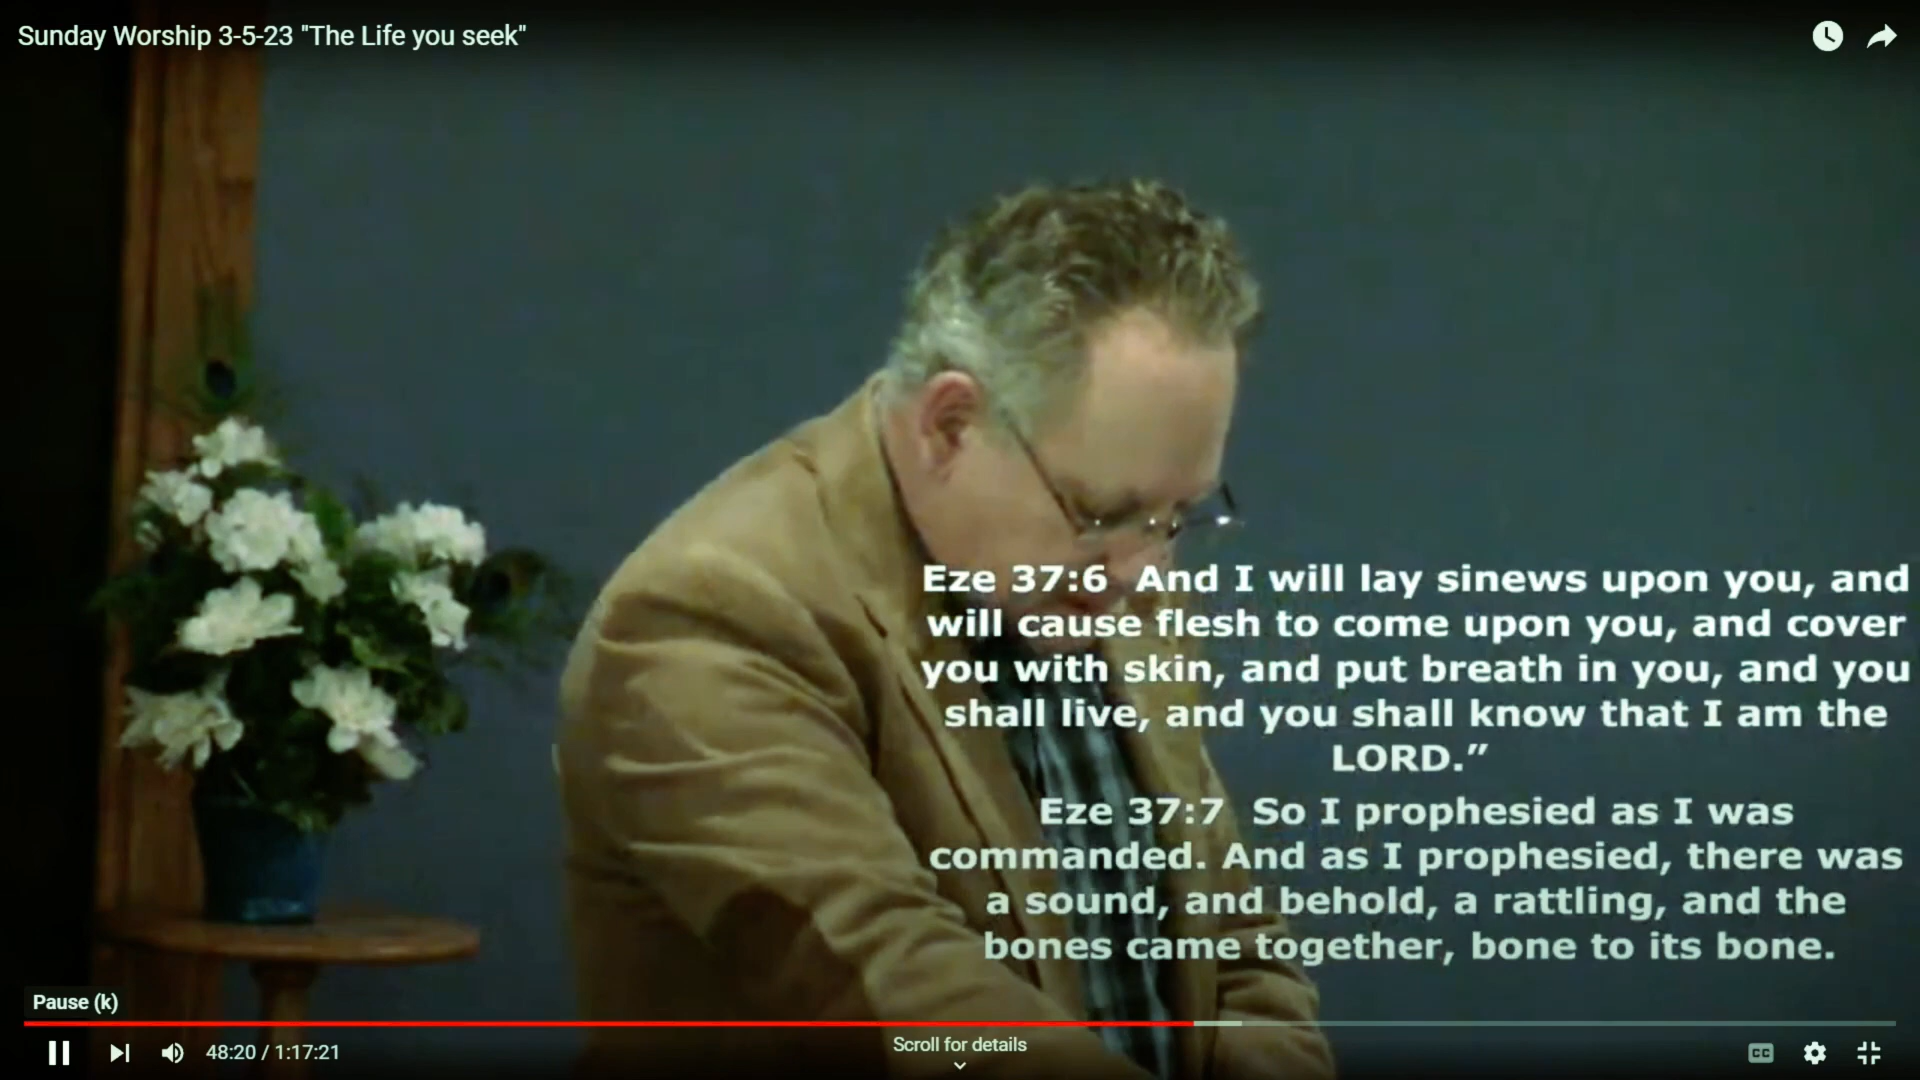 Sunday Worship 3-5-23 "The Life you seek"
Eze 37:6 And I will lay sinews upon you, and
will cause flesh to come upon you, and cover
you with skin, and put breath in you, and you
shall live, and you shall know that I am the
LORD.”
Eze 37:7 So I prophesied as I was
commanded. And as I prophesied, there was
a sound, and behold, a rattling, and the
bones came together, bone to its bone.
Pause (k)
48:20 / 1:17:21
Scroll for details
CC